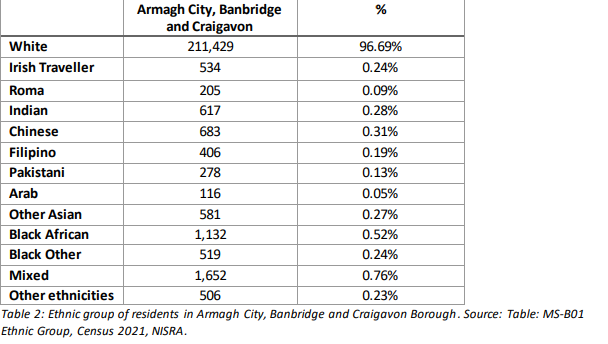 Armagh City, Banbridge and Craigavon %
White 211,429 96.69%
Irish Traveller 534 0.24%
Roma 205 0.09%
Indian 617 0.28%
Chinese 683 0.31%
Filipino 406 0.19%
Pakistani 278 0.13%
Arab 116 0.05%
Other Asian 581 0.27%
Black African 1,132 0.52%
Black Other 519 0.24%
Mixed 1,652 0.76%
Other ethnicities 506 0.23%
Table 2: Ethnic group of residents in Armagh City, Banbridge and Craigavon Borough. Source: Table: MS-B01
Ethnic Group, Census 2021, NISRA.